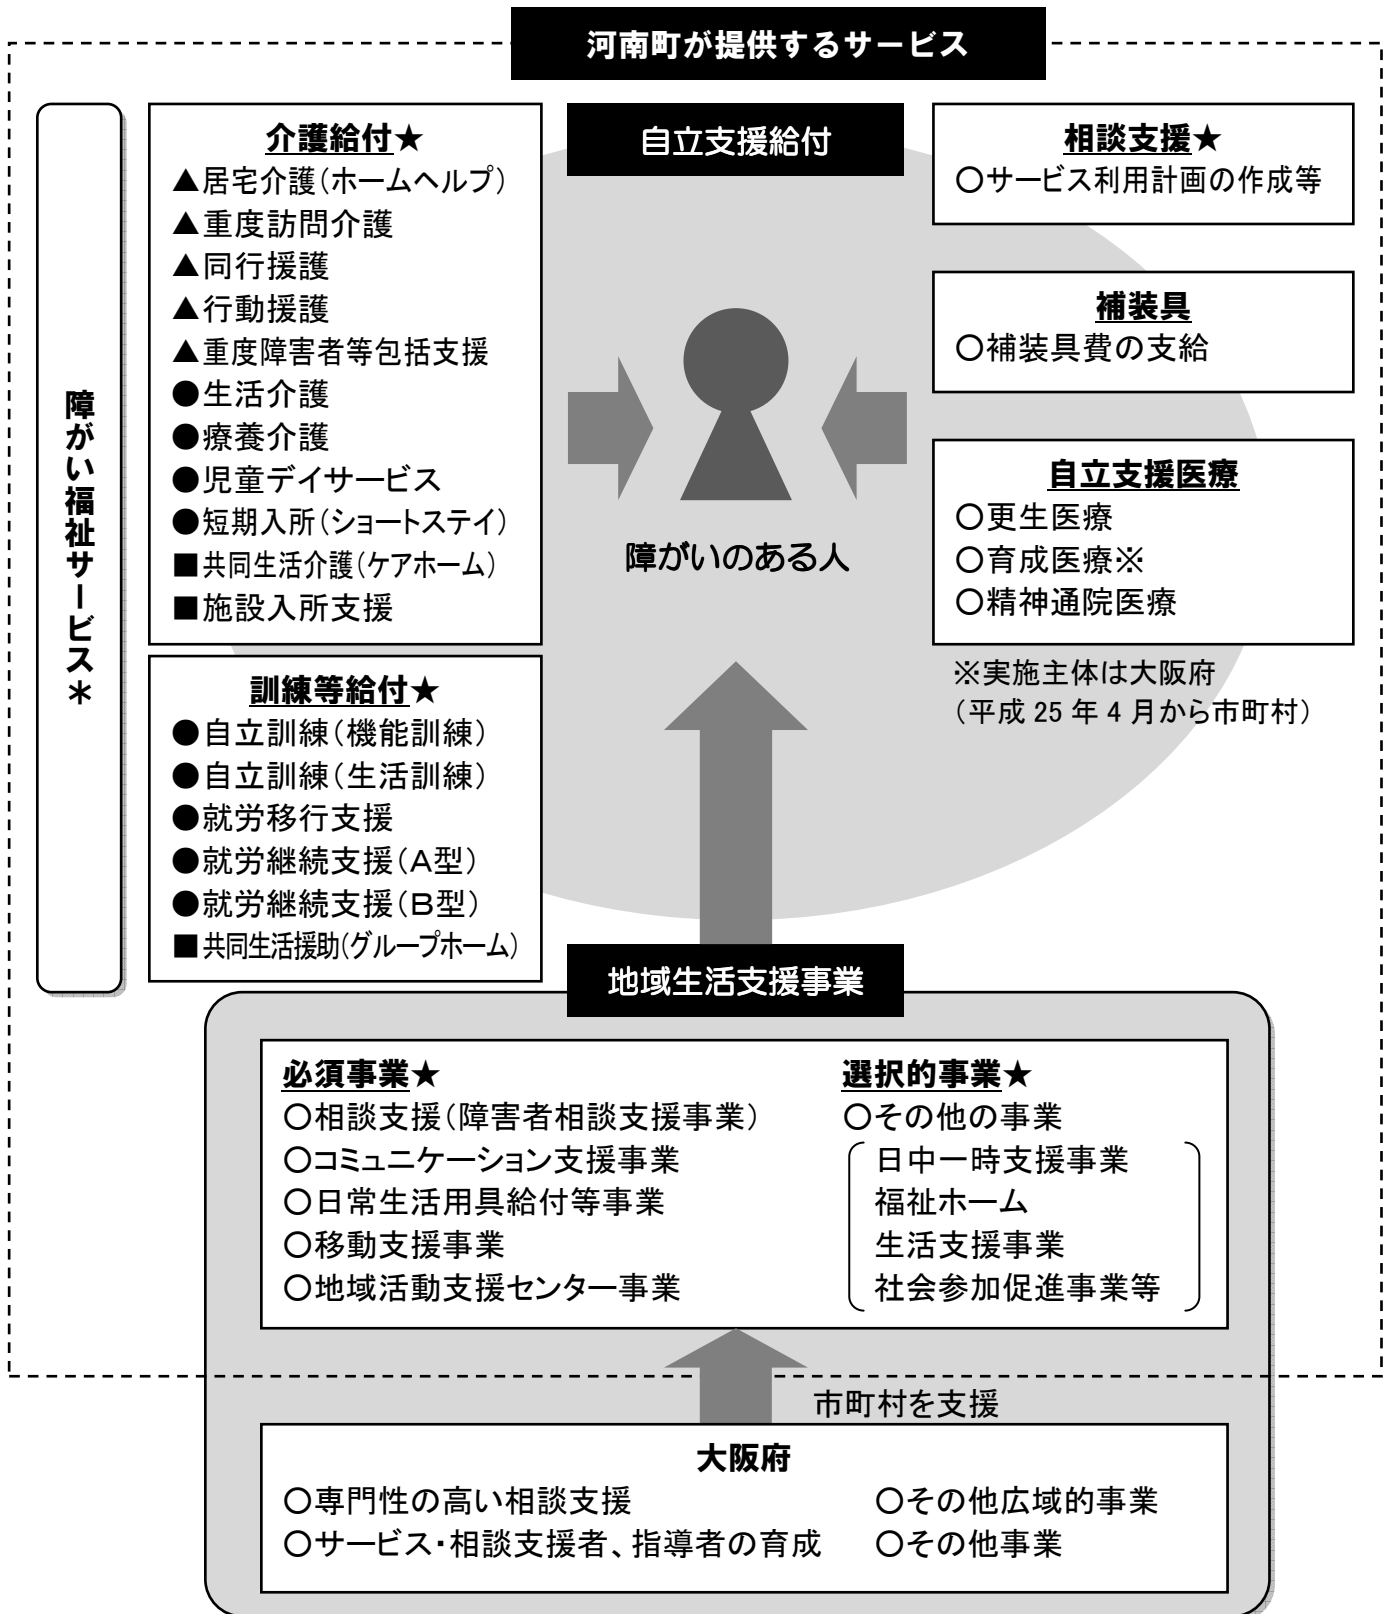 河南町が提供するサービス
障がい福祉サービス＊
介護給付★
▲居宅介護（ホームヘルプ）
▲重度訪問介護
▲同行援護
▲行動援護
▲重度障害者等包括支援
●生活介護
●療養介護
●児童デイサービス
●短期入所（ショートステイ）
■共同生活介護（ケアホーム）
■施設入所支援
訓練等給付★
●自立訓練（機能訓練）
●自立訓練（生活訓練）
●就労移行支援
●就労継続支援（Ａ型）
●就労継続支援（Ｂ型）
■共同生活援助（グループホーム）
自立支援給付
障がいのある人
相談支援★
○サービス利用計画の作成等
補装具
○補装具費の支給
自立支援医療
○更生医療
○育成医療※
○精神通院医療
※実施主体は大阪府
（平成 25 年 4 月から市町村）
地域生活支援事業
必須事業★
○相談支援（障害者相談支援事業）
○コミュニケーション支援事業
○日常生活用具給付等事業
○移動支援事業
○地域活動支援センター事業
選択的事業★
○その他の事業
日中一時支援事業
福祉ホーム
生活支援事業
社会参加促進事業等
市町村を支援
大阪府
○専門性の高い相談支援
○サービス・相談支援者、指導者の育成
○その他広域的事業
○その他事業